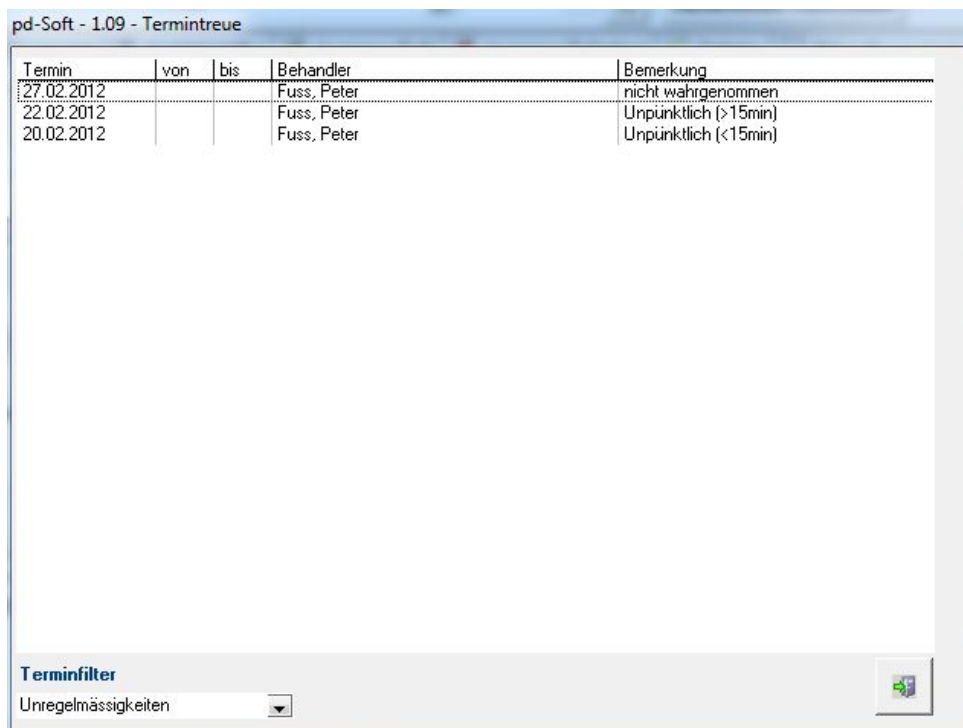 pd-Soft - 1.09 - Termintreue
Termin von bis Behandler Bemerkung
27.02.2012 Fuss, Peter nicht wahrgenommen
22.02.2012 Fuss, Peter Unpünktlich (>15min)
20.02.2012 Fuss, Peter Unpünktlich (<15min)
Terminfilter
Unregelmässigkeiten